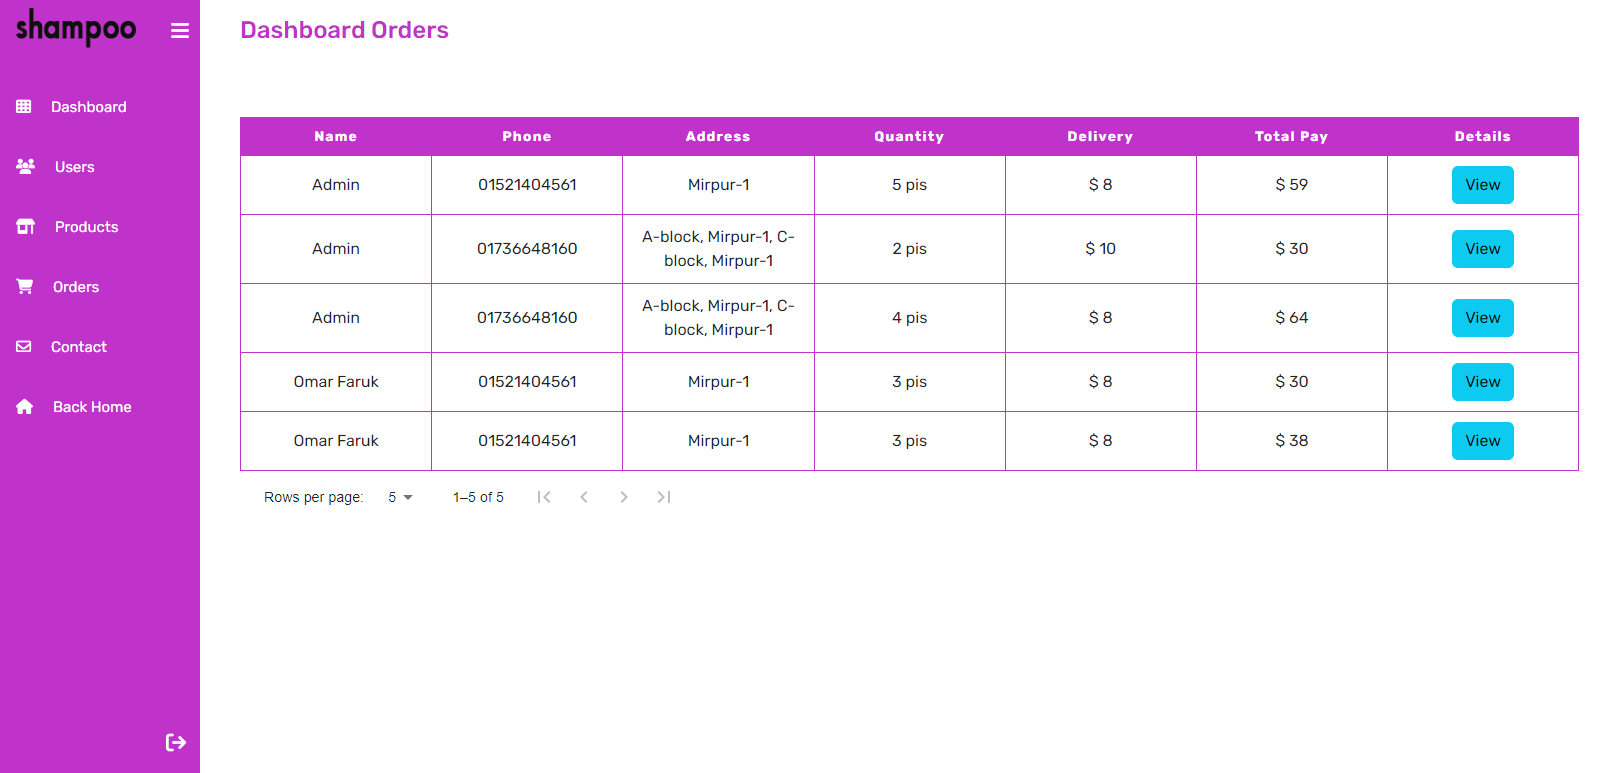 shampoo
Dashboard Orders
Dashboard
Users
Products
Orders
Contact
Back Home
Name Phone Address Quantity Delivery Total Pay Details
Admin 01521404561 Mirpur-1 5 pis $ 8 $ 59 View
Admin 01736648160 A-block, Mirpur-1, C-
block, Mirpur-1 2 pis $ 10 $ 30 View
Admin 01736648160 A-block, Mirpur-1, C-
block, Mirpur-1 4 pis $ 8 $ 64 View
Omar Faruk 01521404561 Mirpur-1 3 pis $ 8 $ 30 View
Omar Faruk 01521404561 Mirpur-1 3 pis $ 8 $ 38 View
Rows per page: 5 1–5 of 5